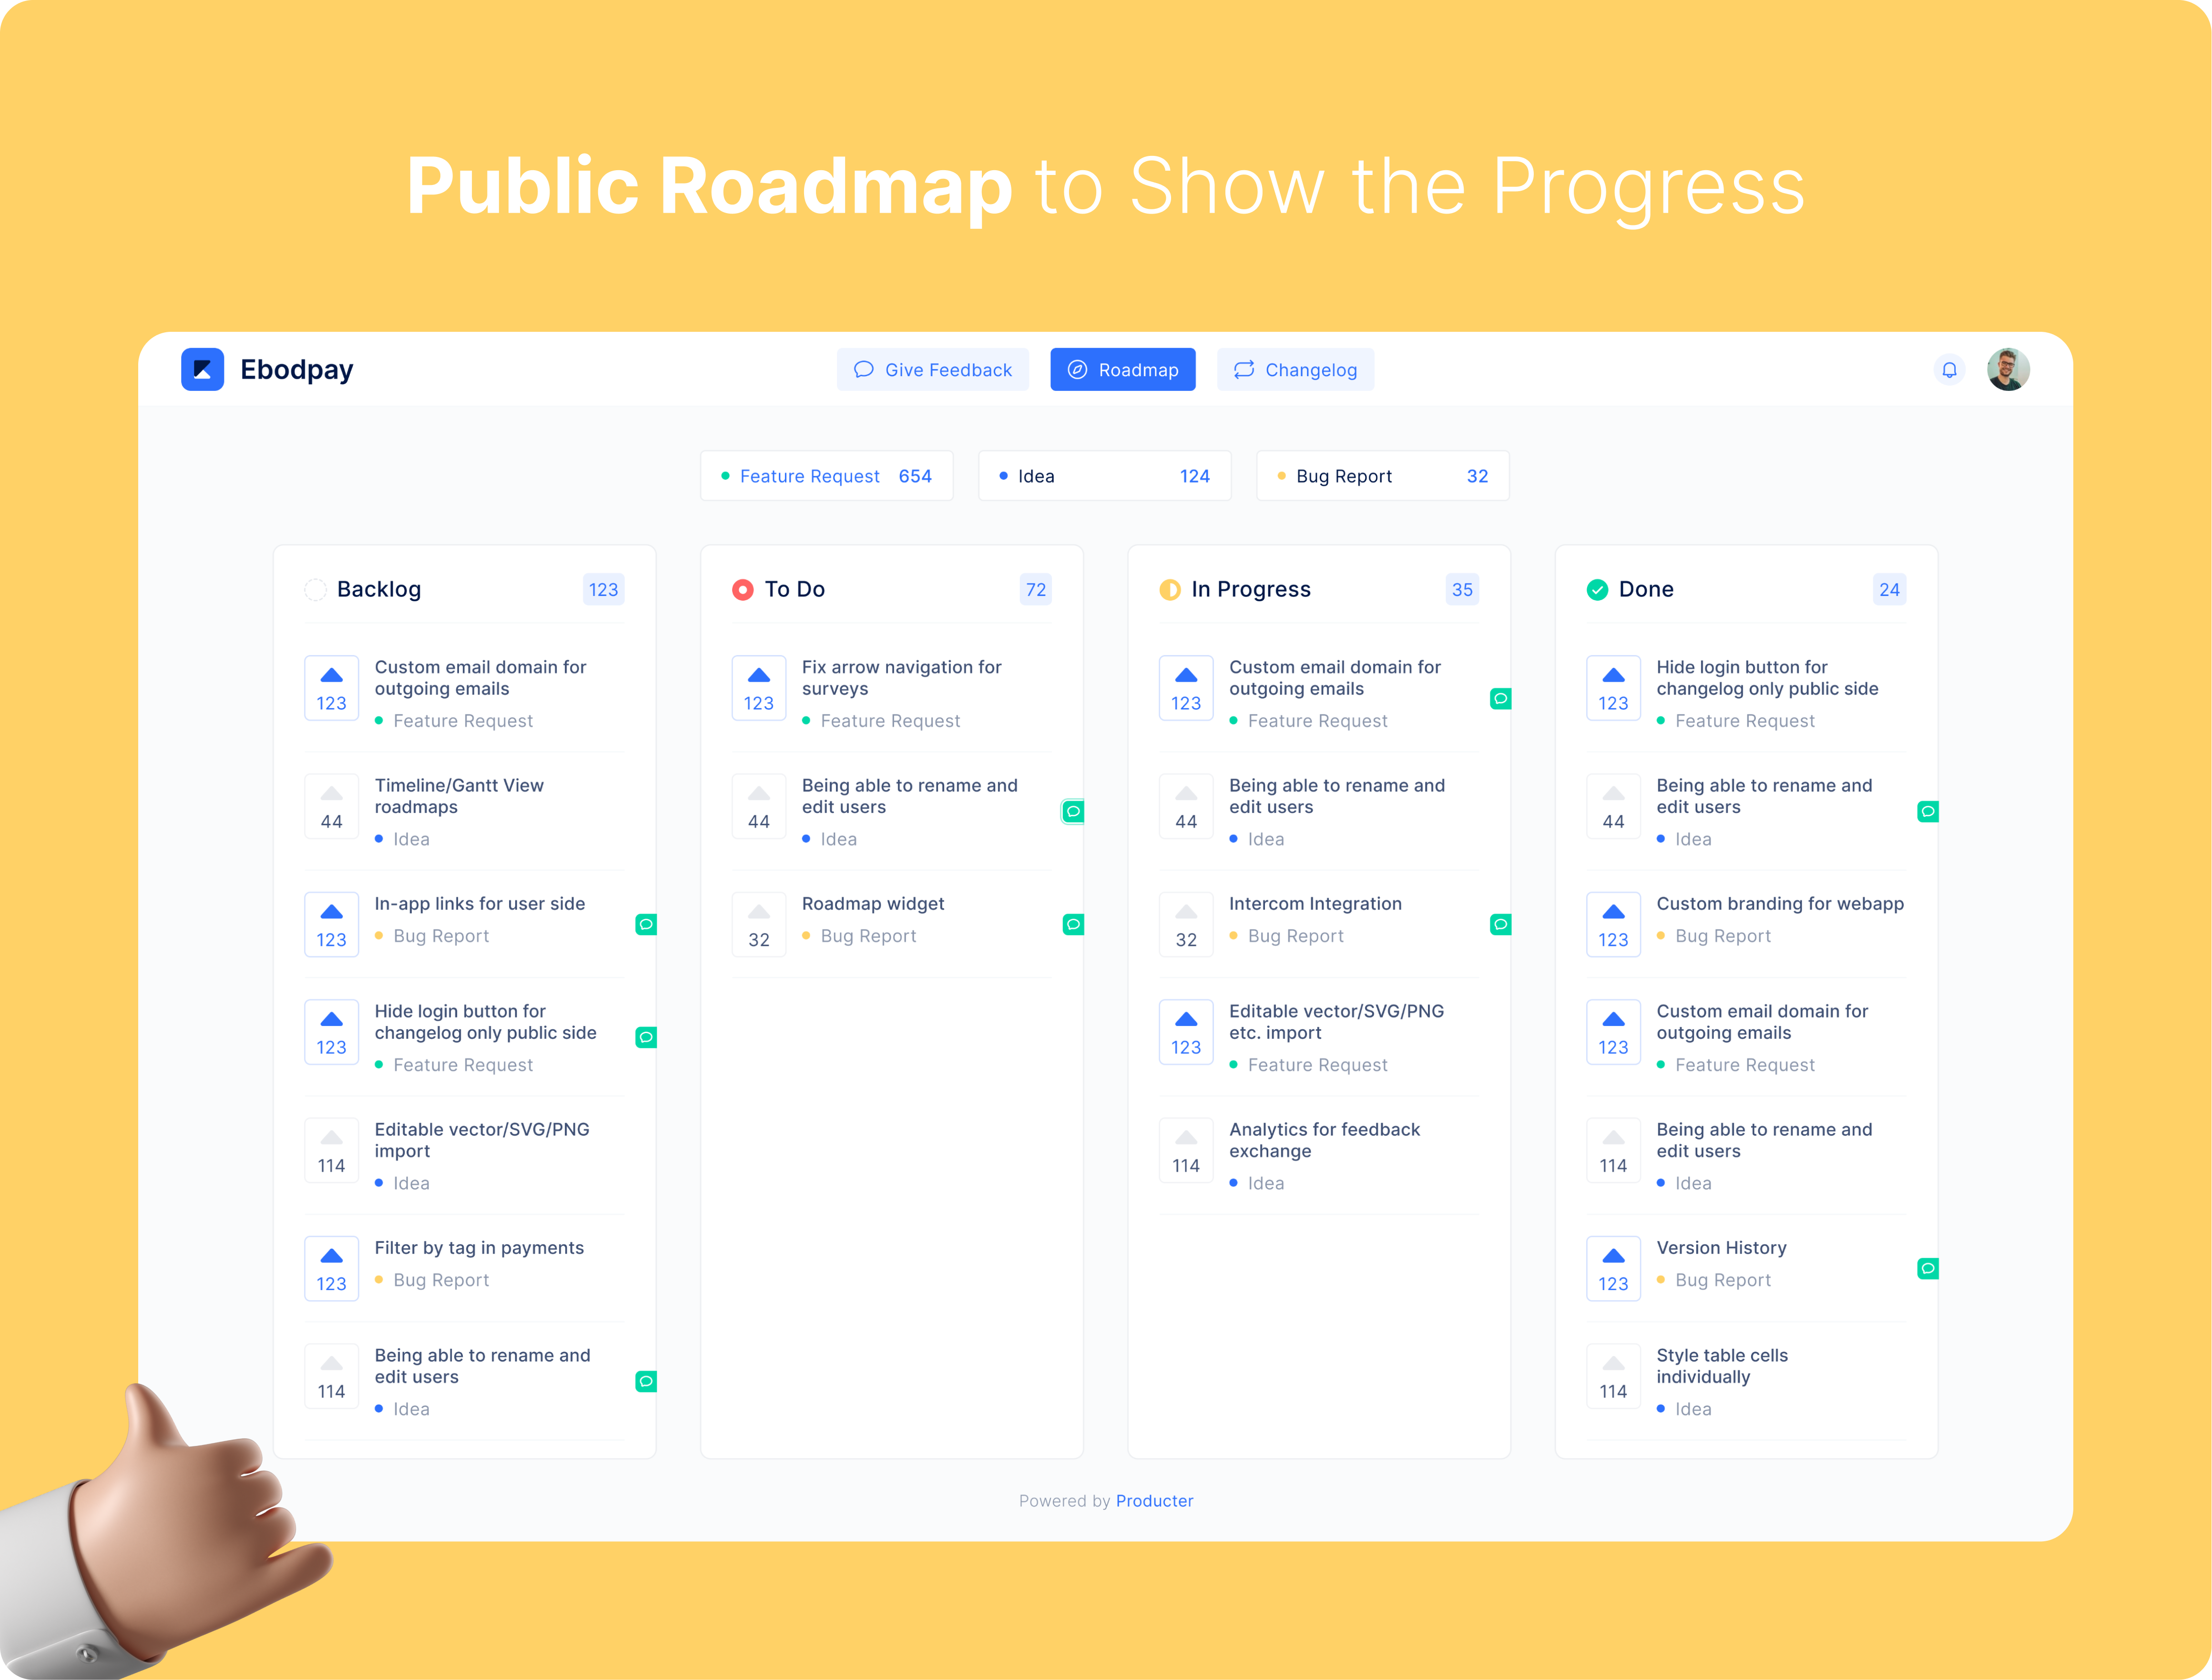 Public Roadmap to Show the Progress
Ebodpay
Give Feedback
Roadmap
Changelog
Feature Request 654
Idea 124
Bug Report 32
Backlog 123
123
Custom email domain for
outgoing emails
Feature Request
44
Timeline/Gantt View
roadmaps
Idea
123
In-app links for user side
Bug Report
123
Hide login button for
changelog only public side
Feature Request
114
Editable vector/SVG/PNG
import
Idea
123
Filter by tag in payments
Bug Report
114
Being able to rename and
edit users
Idea
To Do 72
123
Fix arrow navigation for
surveys
Feature Request
44
Being able to rename and
edit users
Idea
32
Roadmap widget
Bug Report
In Progress 35
123
Custom email domain for
outgoing emails
Feature Request
44
Being able to rename and
edit users
Idea
32
Intercom Integration
Bug Report
123
Editable vector/SVG/PNG
etc. import
Feature Request
114
Analytics for feedback
exchange
Idea
Done 24
123
Hide login button for
changelog only public side
Feature Request
44
Being able to rename and
edit users
Idea
123
Custom branding for webapp
Bug Report
123
Custom email domain for
outgoing emails
Feature Request
114
Being able to rename and
edit users
Idea
123
Version History
Bug Report
114
Style table cells
individually
Idea
Powered by Producter